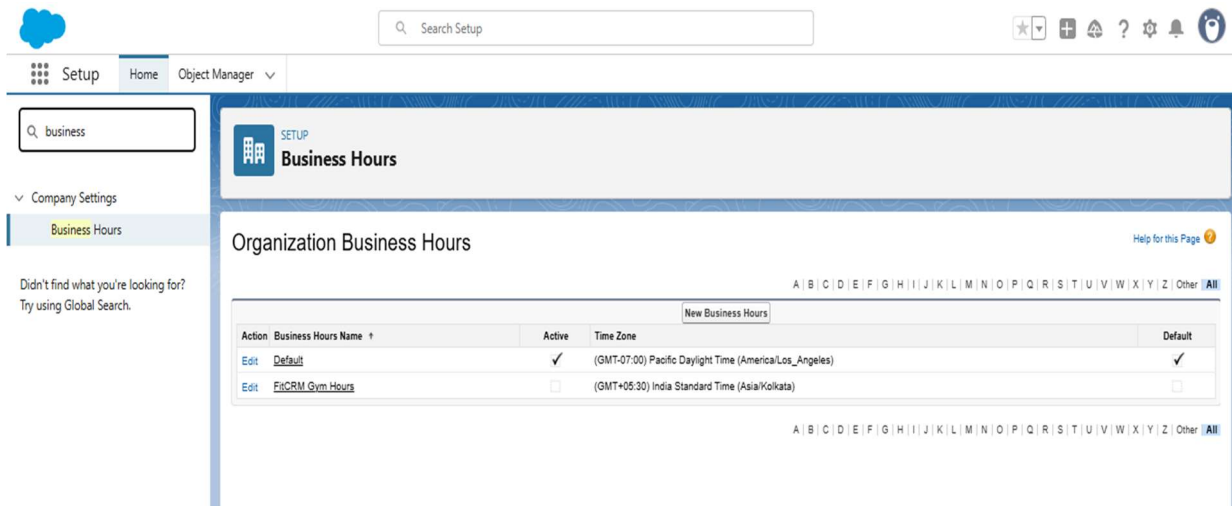 Search Setup
Setup Home Object Manager
business
SETUP
Business Hours
Company Settings
Business Hours
Organization Business Hours
Help for this Page
Didn't find what you're looking for?
Try using Global Search.
A | B | C | D | E | F | G | H | I | J | K | L | M | N | O | P | Q | R | S | T | U | V | W | X | Y | Z | Other All
New Business Hours
Action Business Hours Name Active Time Zone Default
Edit Default (GMT-07:00) Pacific Daylight Time (America/Los_Angeles)
Edit FitCRM Gym Hours (GMT+05:30) India Standard Time (Asia/Kolkata)
A | B | C | D | E | F | G | H | I | J | K | L | M | N | O | P | Q | R | S | T | U | V | W | X | Y | Z | Other All